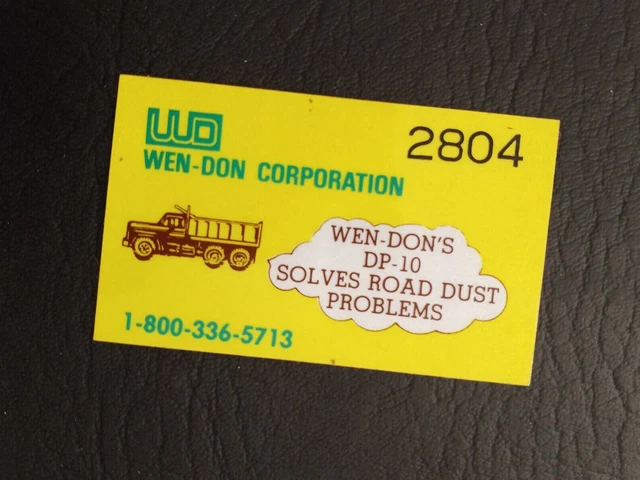 WD
2804
WEN-DON CORPORATION
WEN-DON'S
DP-10
SOLVES ROAD DUST
PROBLEMS
1-800-336-5713